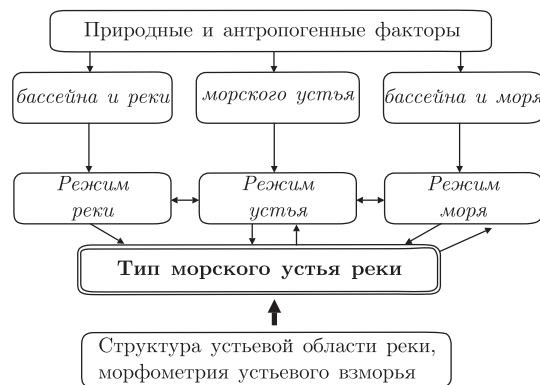 Природные и антропогенные факторы
бассейна и реки
морского устья
бассейна и моря
Режим
реки
Режим
устья
Режим
моря
Тип морского устья реки
Структура устьевой области реки,
морфометрия устьевого взморья